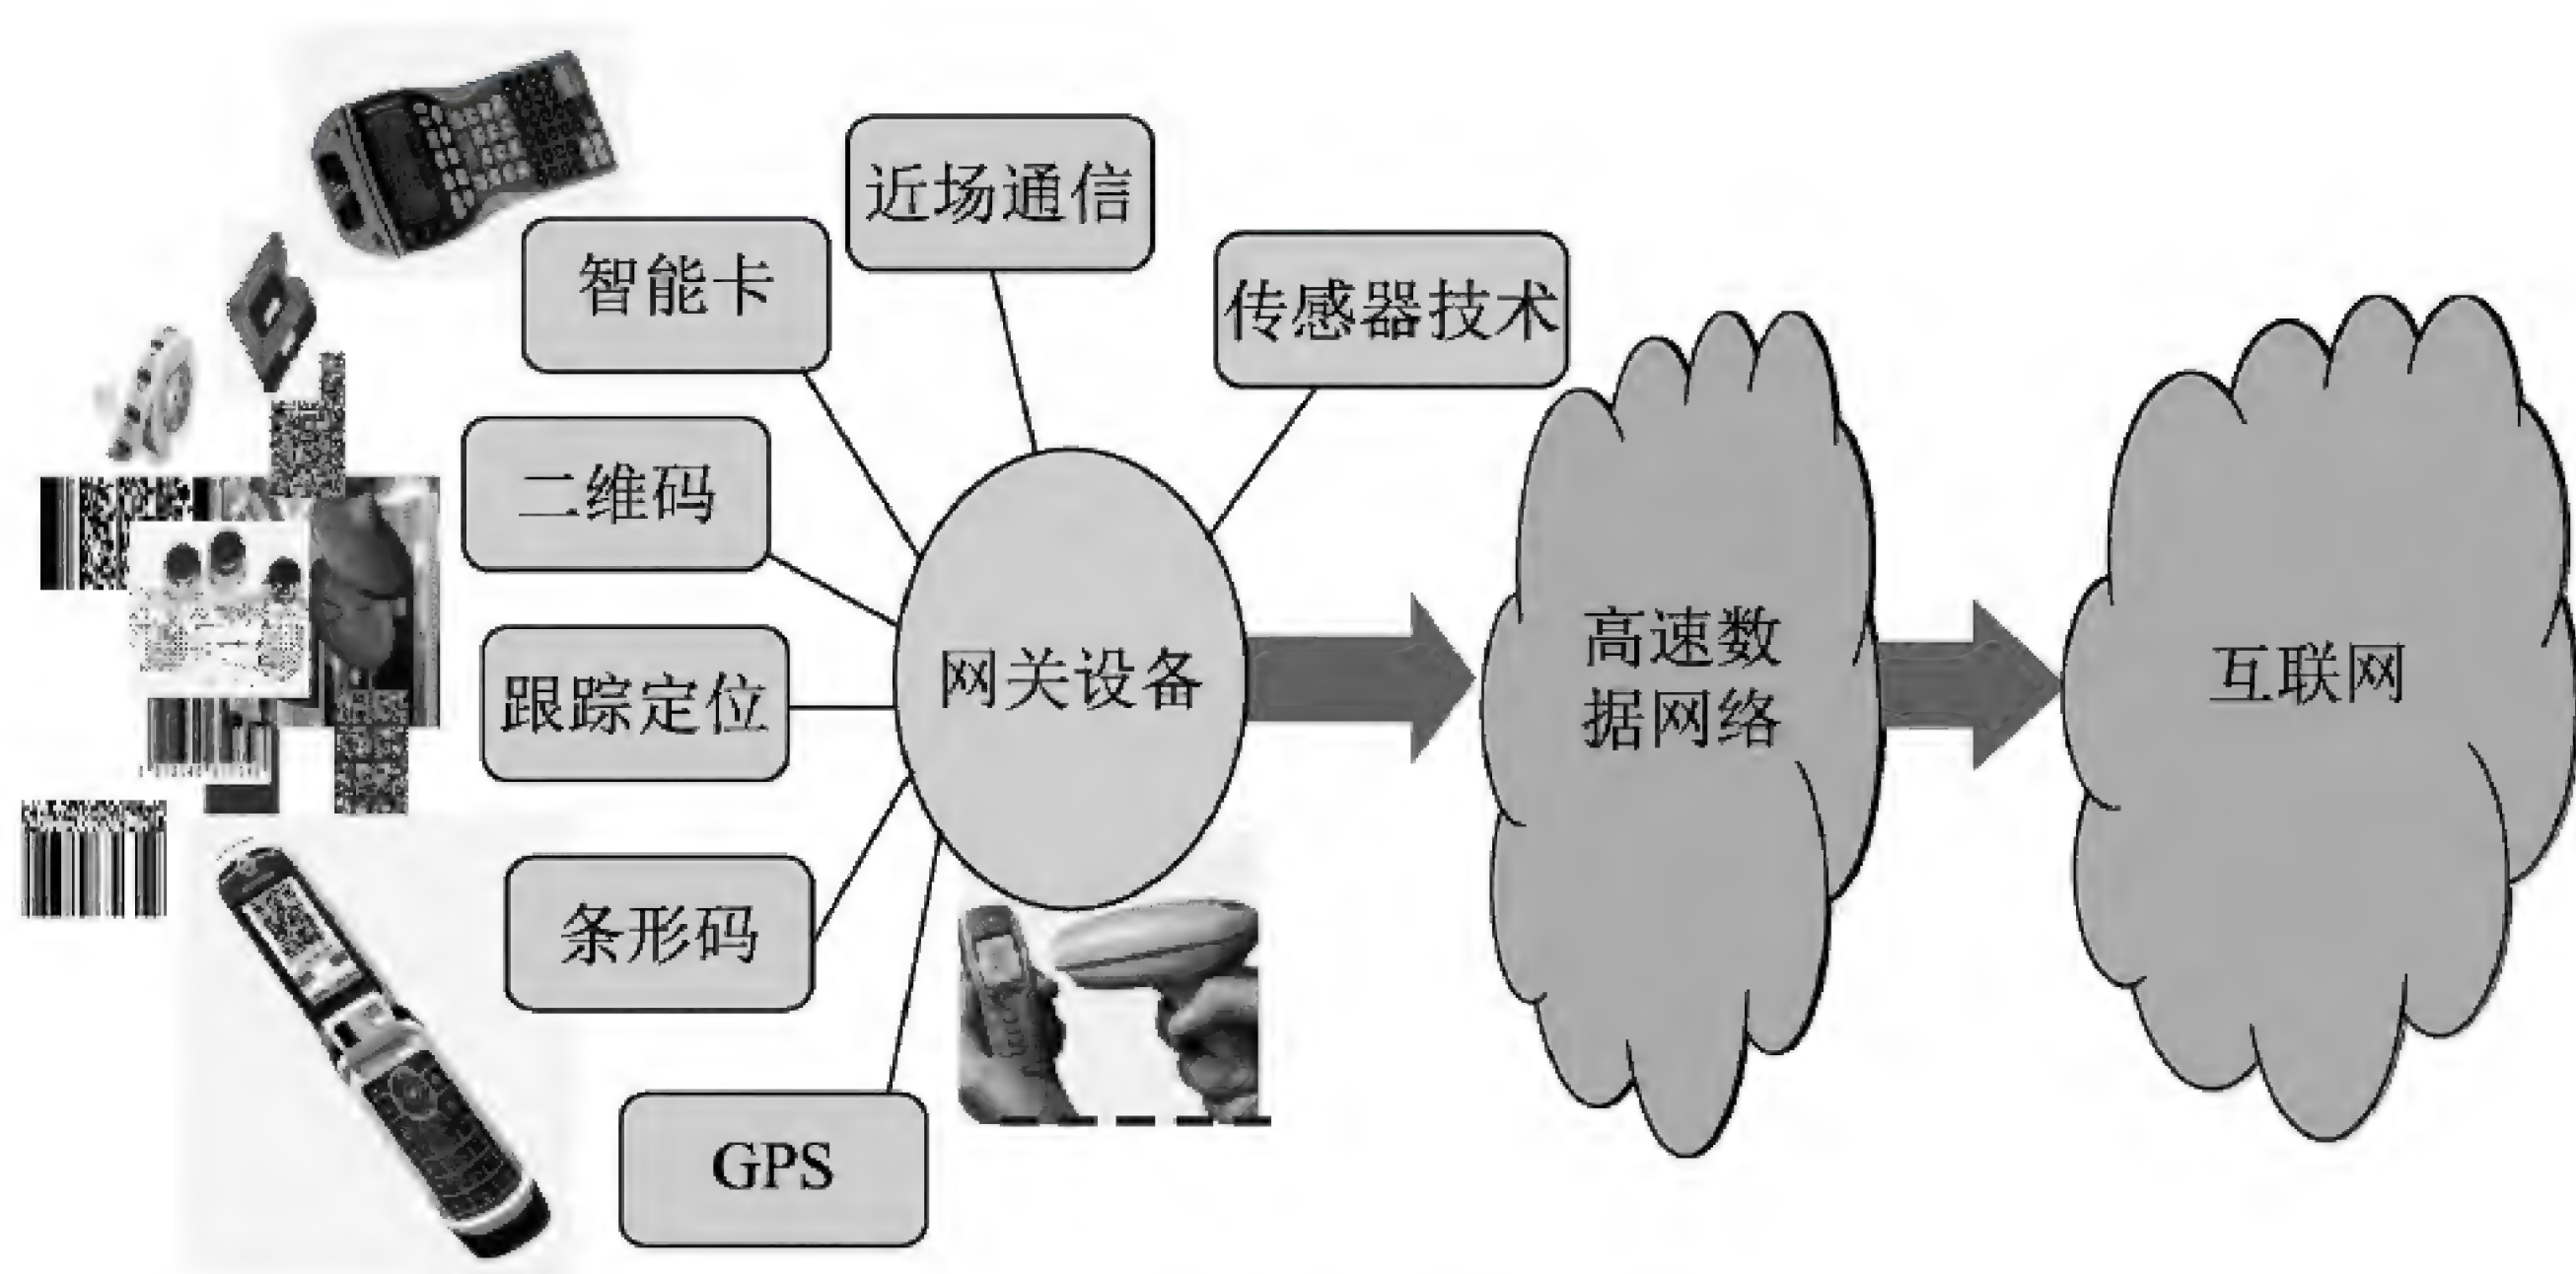 近场通信
智能卡
传感器技术
二维码
跟踪定位
条形码
GPS
网关设备
高速数
据网络
互联网